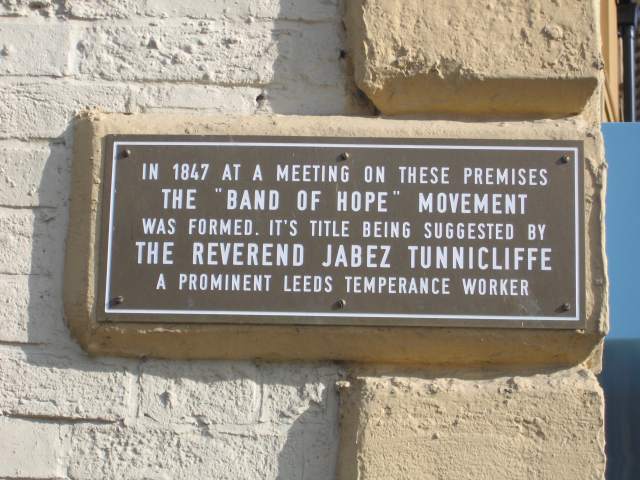 IN 1847 AT A MEETING ON THESE PREMISES
THE "BAND OF HOPE" MOVEMENT
WAS FORMED. IT'S TITLE BEING SUGGESTED BY
THE REVEREND JABEZ TUNNICLIFFE
A PROMINENT LEEDS TEMPERANCE WORKER